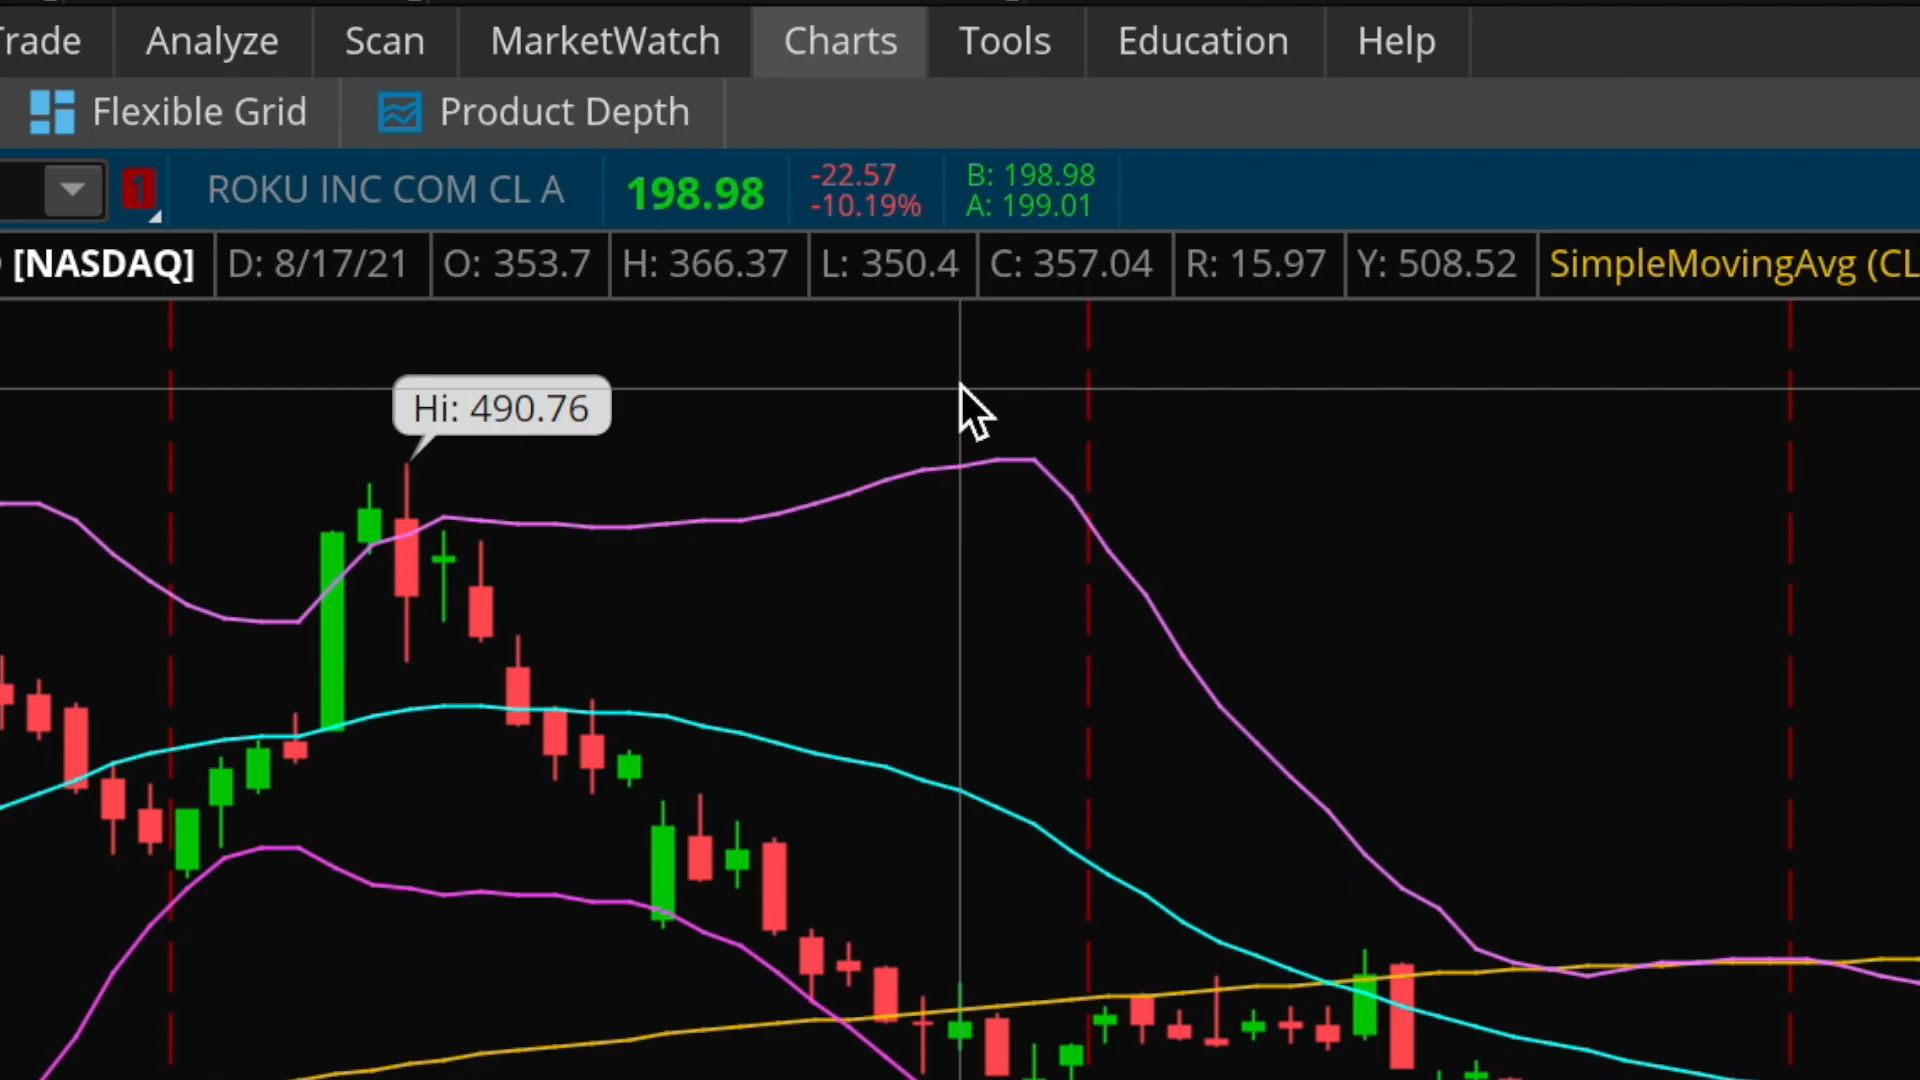 Trade Analyze Scan MarketWatch Charts Tools Education Help
Flexible Grid Product Depth
1 ROKU INC COM CL A 198.98 -22.57 B: 198.98
-10.19% A: 199.01
[NASDAQ] D: 8/17/21 O: 353.7 H: 366.37 L: 350.4 C: 357.04 R: 15.97 Y: 508.52 SimpleMovingAvg (CL
Hi: 490.76